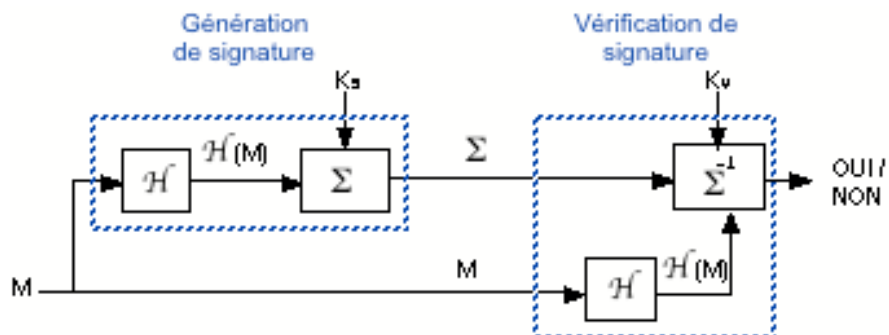 Génération
de signature
Vérification de
signature
Ks
Kv
H
H(M)
Σ
Σ
Σ⁻¹
OUI /
NON
M
M
H
H(M)